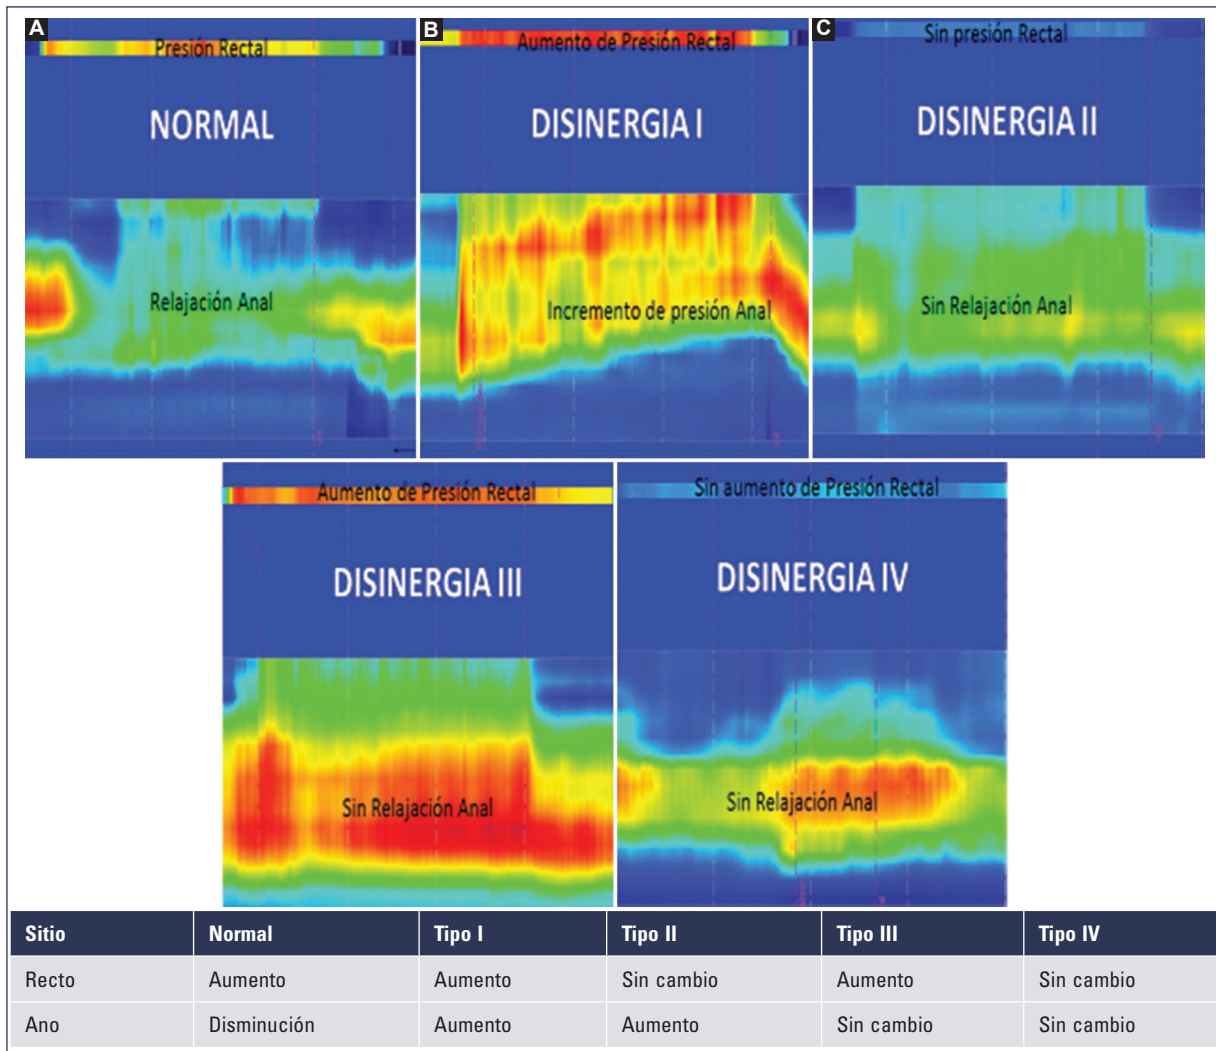 A
Presión Rectal
NORMAL
Relajación Anal
B
Aumento de Presión Rectal
DISINERGIA I
Incremento de presión Anal
C
Sin presión Rectal
DISINERGIA II
Sin Relajación Anal
Aumento de Presión Rectal
DISINERGIA III
Sin Relajación Anal
Sin aumento de Presión Rectal
DISINERGIA IV
Sin Relajación Anal
Sitio Normal Tipo I Tipo II Tipo III Tipo IV
Recto Aumento Aumento Sin cambio Aumento Sin cambio
Ano Disminución Aumento Aumento Sin cambio Sin cambio